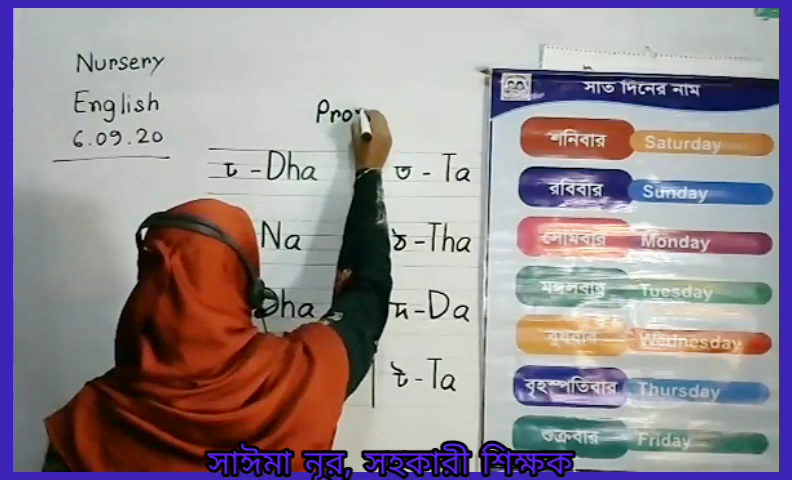 Nursery
English
6.09.20
Pro
ঢ - Dha
Na
ha
ত - Ta
ঠ - Tha
দ - Da
ট - Ta
সাত দিনের নাম
শনিবার Saturday
রবিবার Sunday
সোমবার Monday
মঙ্গলবার Tuesday
বুধবার Wednesday
বৃহস্পতিবার Thursday
শুক্রবার Friday
সাঈমা নূর, সহকারী শিক্ষক